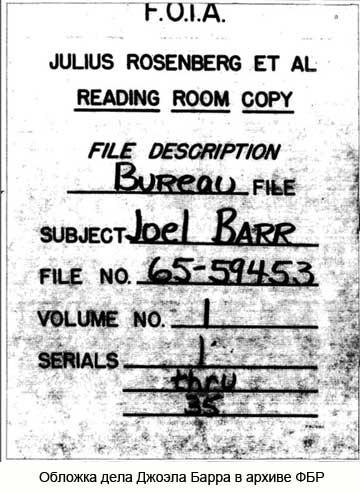 F.O.I.A.
JULIUS ROSENBERG ET AL
READING ROOM COPY
FILE DESCRIPTION
Bureau FILE
SUBJECT Joel BARR
FILE NO. 65-59453
VOLUME NO. 1
SERIALS 1
thru
35
Обложка дела Джоэла Барра в архиве ФБР